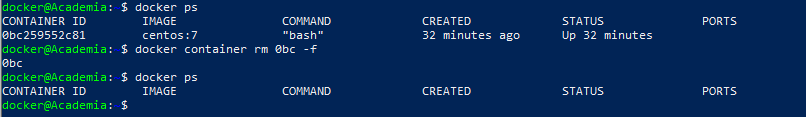 docker@Academia: $ docker ps
CONTAINER ID IMAGE COMMAND CREATED STATUS PORTS
0bc259552c81 centos:7 "bash" 32 minutes ago Up 32 minutes
docker@Academia: $ docker container rm 0bc -f
0bc
docker@Academia: $ docker ps
CONTAINER ID IMAGE COMMAND CREATED STATUS PORTS
docker@Academia: $